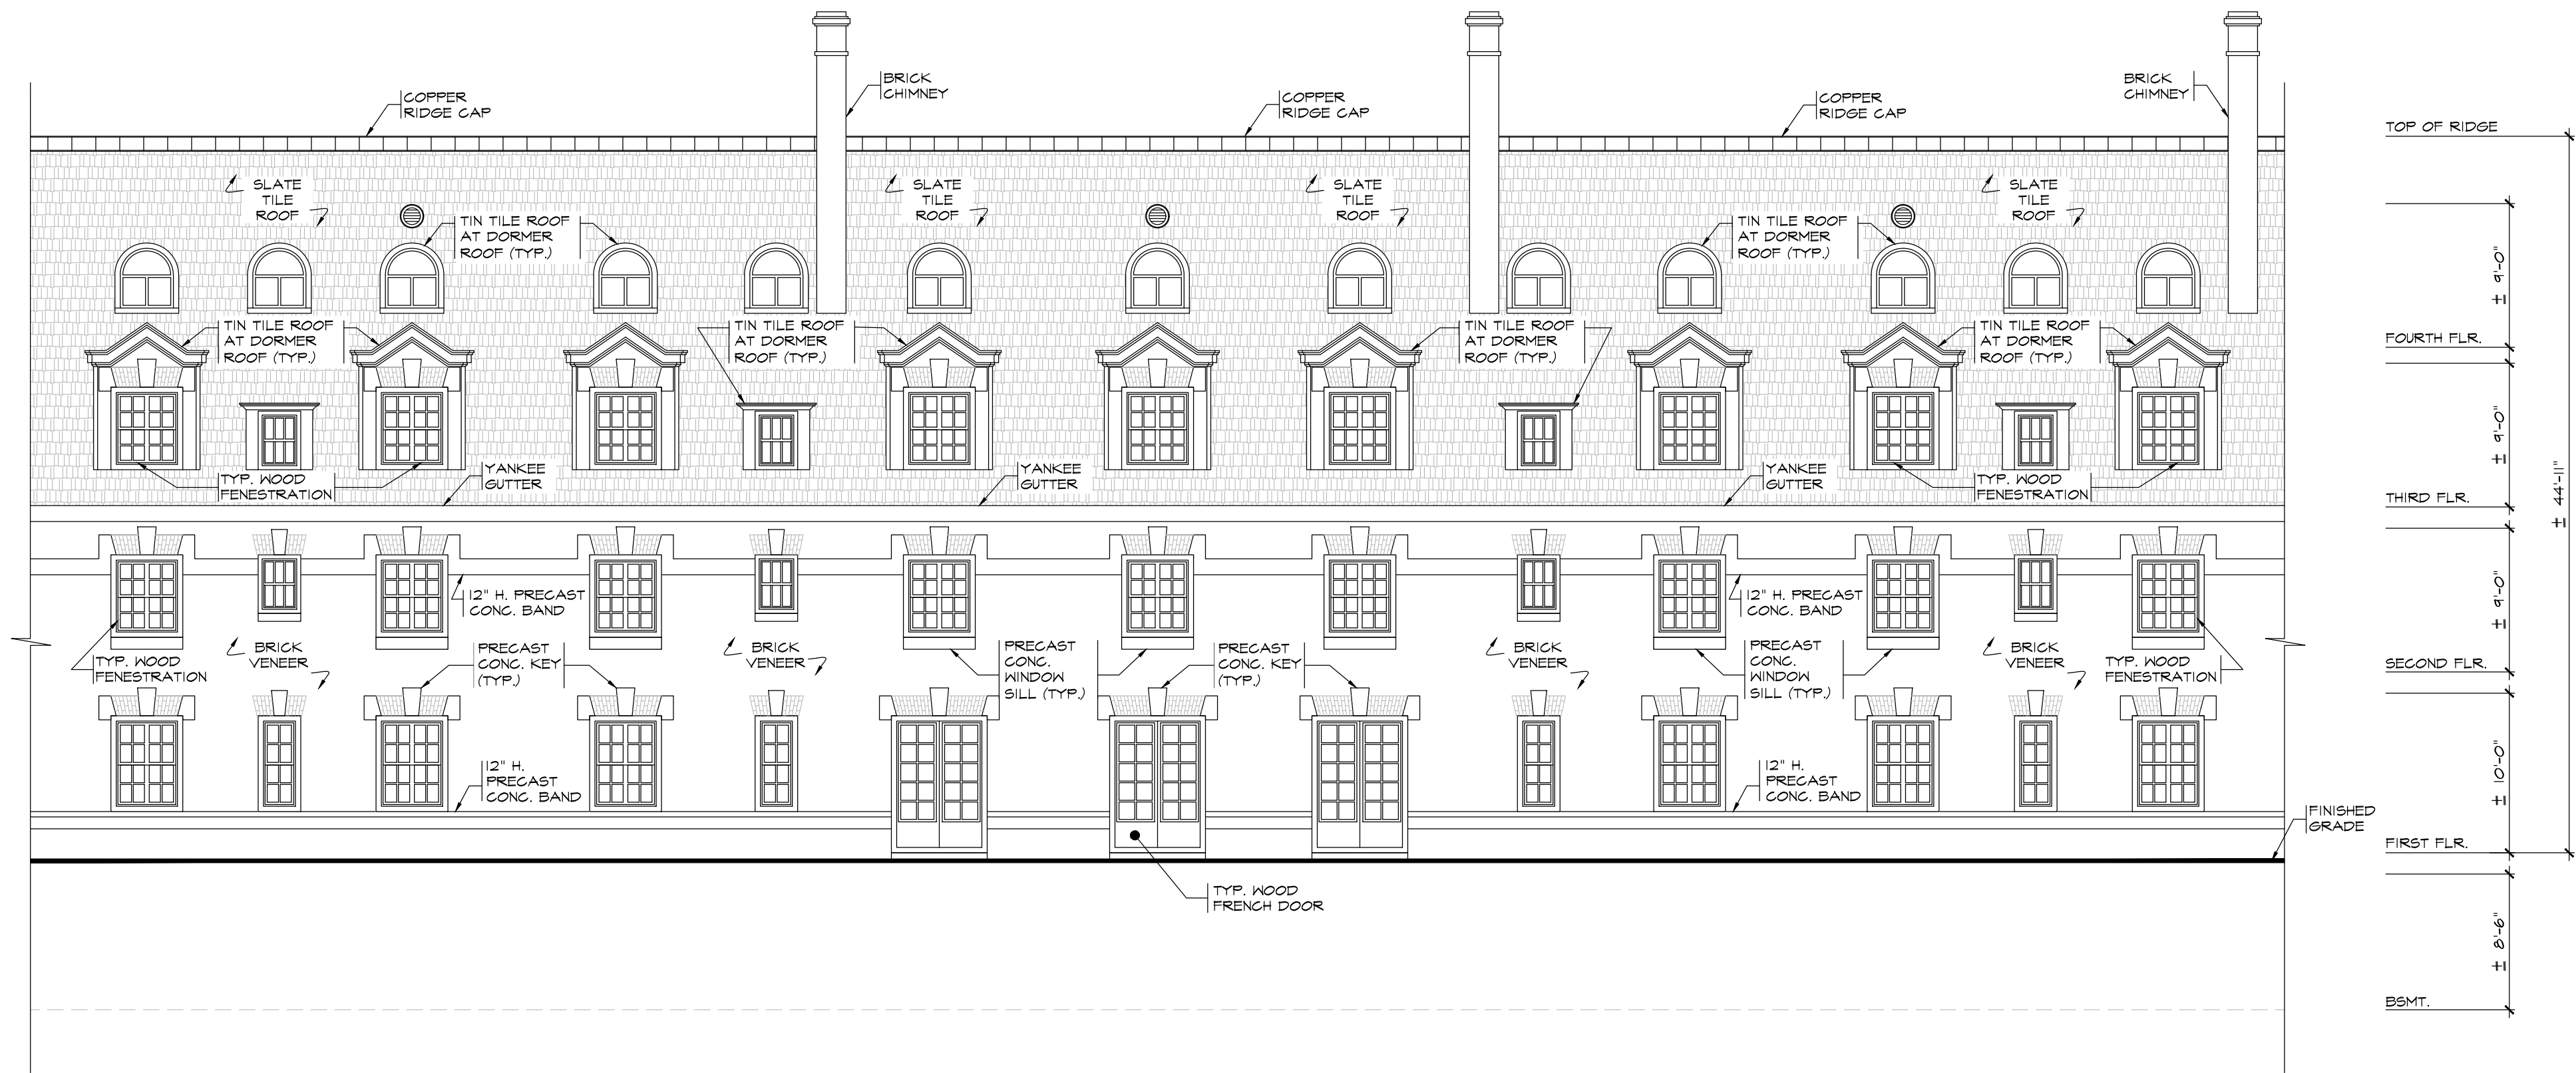 BRICK
CHIMNEY
BRICK
CHIMNEY
COPPER
RIDGE CAP
COPPER
RIDGE CAP
COPPER
RIDGE CAP
TOP OF RIDGE
SLATE
TILE
ROOF
SLATE
TILE
ROOF
SLATE
TILE
ROOF
SLATE
TILE
ROOF
TIN TILE ROOF
AT DORMER
ROOF (TYP.)
TIN TILE ROOF
AT DORMER
ROOF (TYP.)
± 9'-0"
TIN TILE ROOF
AT DORMER
ROOF (TYP.)
TIN TILE ROOF
AT DORMER
ROOF (TYP.)
TIN TILE ROOF
AT DORMER
ROOF (TYP.)
TIN TILE ROOF
AT DORMER
ROOF (TYP.)
FOURTH FLR.
± 9'-0"
TYP. WOOD
FENESTRATION
YANKEE
GUTTER
YANKEE
GUTTER
YANKEE
GUTTER
TYP. WOOD
FENESTRATION
THIRD FLR.
± 44'-11"
12" H. PRECAST
CONC. BAND
12" H. PRECAST
CONC. BAND
± 9'-0"
TYP. WOOD
FENESTRATION
BRICK
VENEER
PRECAST
CONC. KEY
(TYP.)
BRICK
VENEER
PRECAST
CONC.
WINDOW
SILL (TYP.)
PRECAST
CONC. KEY
(TYP.)
BRICK
VENEER
PRECAST
CONC.
WINDOW
SILL (TYP.)
BRICK
VENEER
TYP. WOOD
FENESTRATION
SECOND FLR.
12" H.
PRECAST
CONC. BAND
12" H.
PRECAST
CONC. BAND
± 10'-0"
FINISHED
GRADE
FIRST FLR.
TYP. WOOD
FRENCH DOOR
± 8'-6"
BSMT.